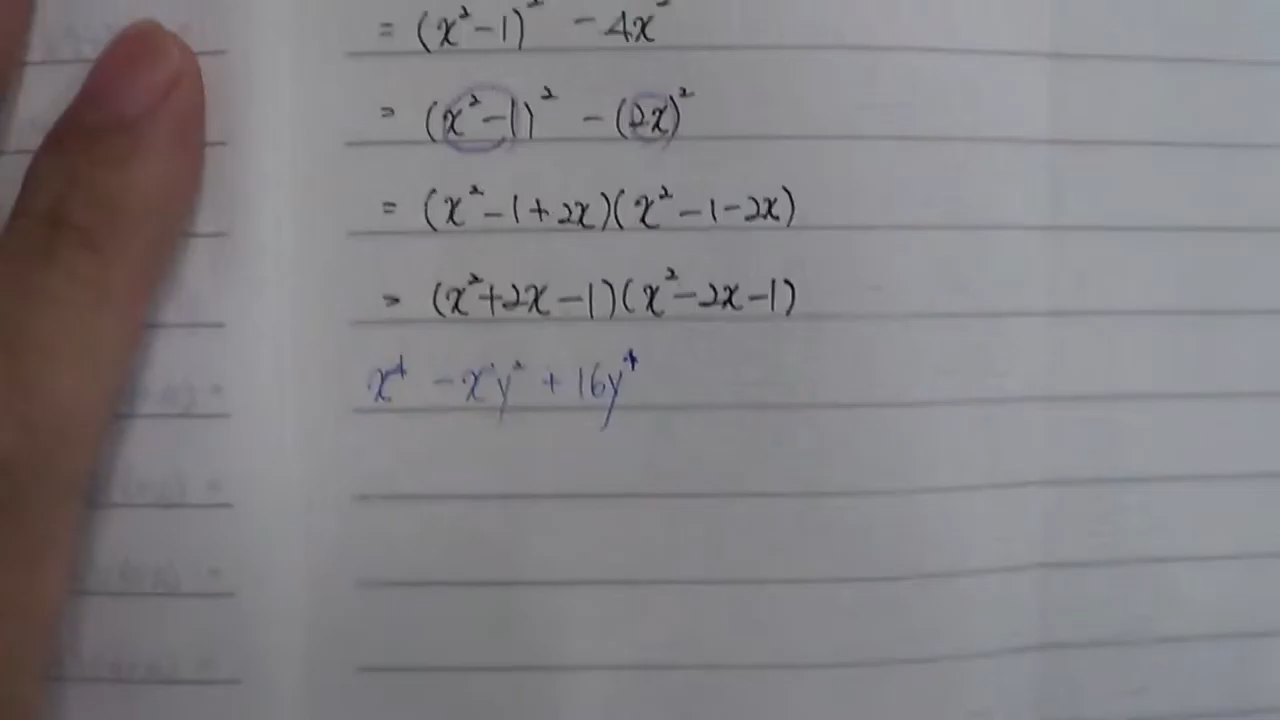 = (x²-1)² - 4x²
= (x²-1)² - (2x)²
= (x²-1+2x)(x²-1-2x)
= (x²+2x-1)(x²-2x-1)
x⁴ - x²y² + 16y⁴